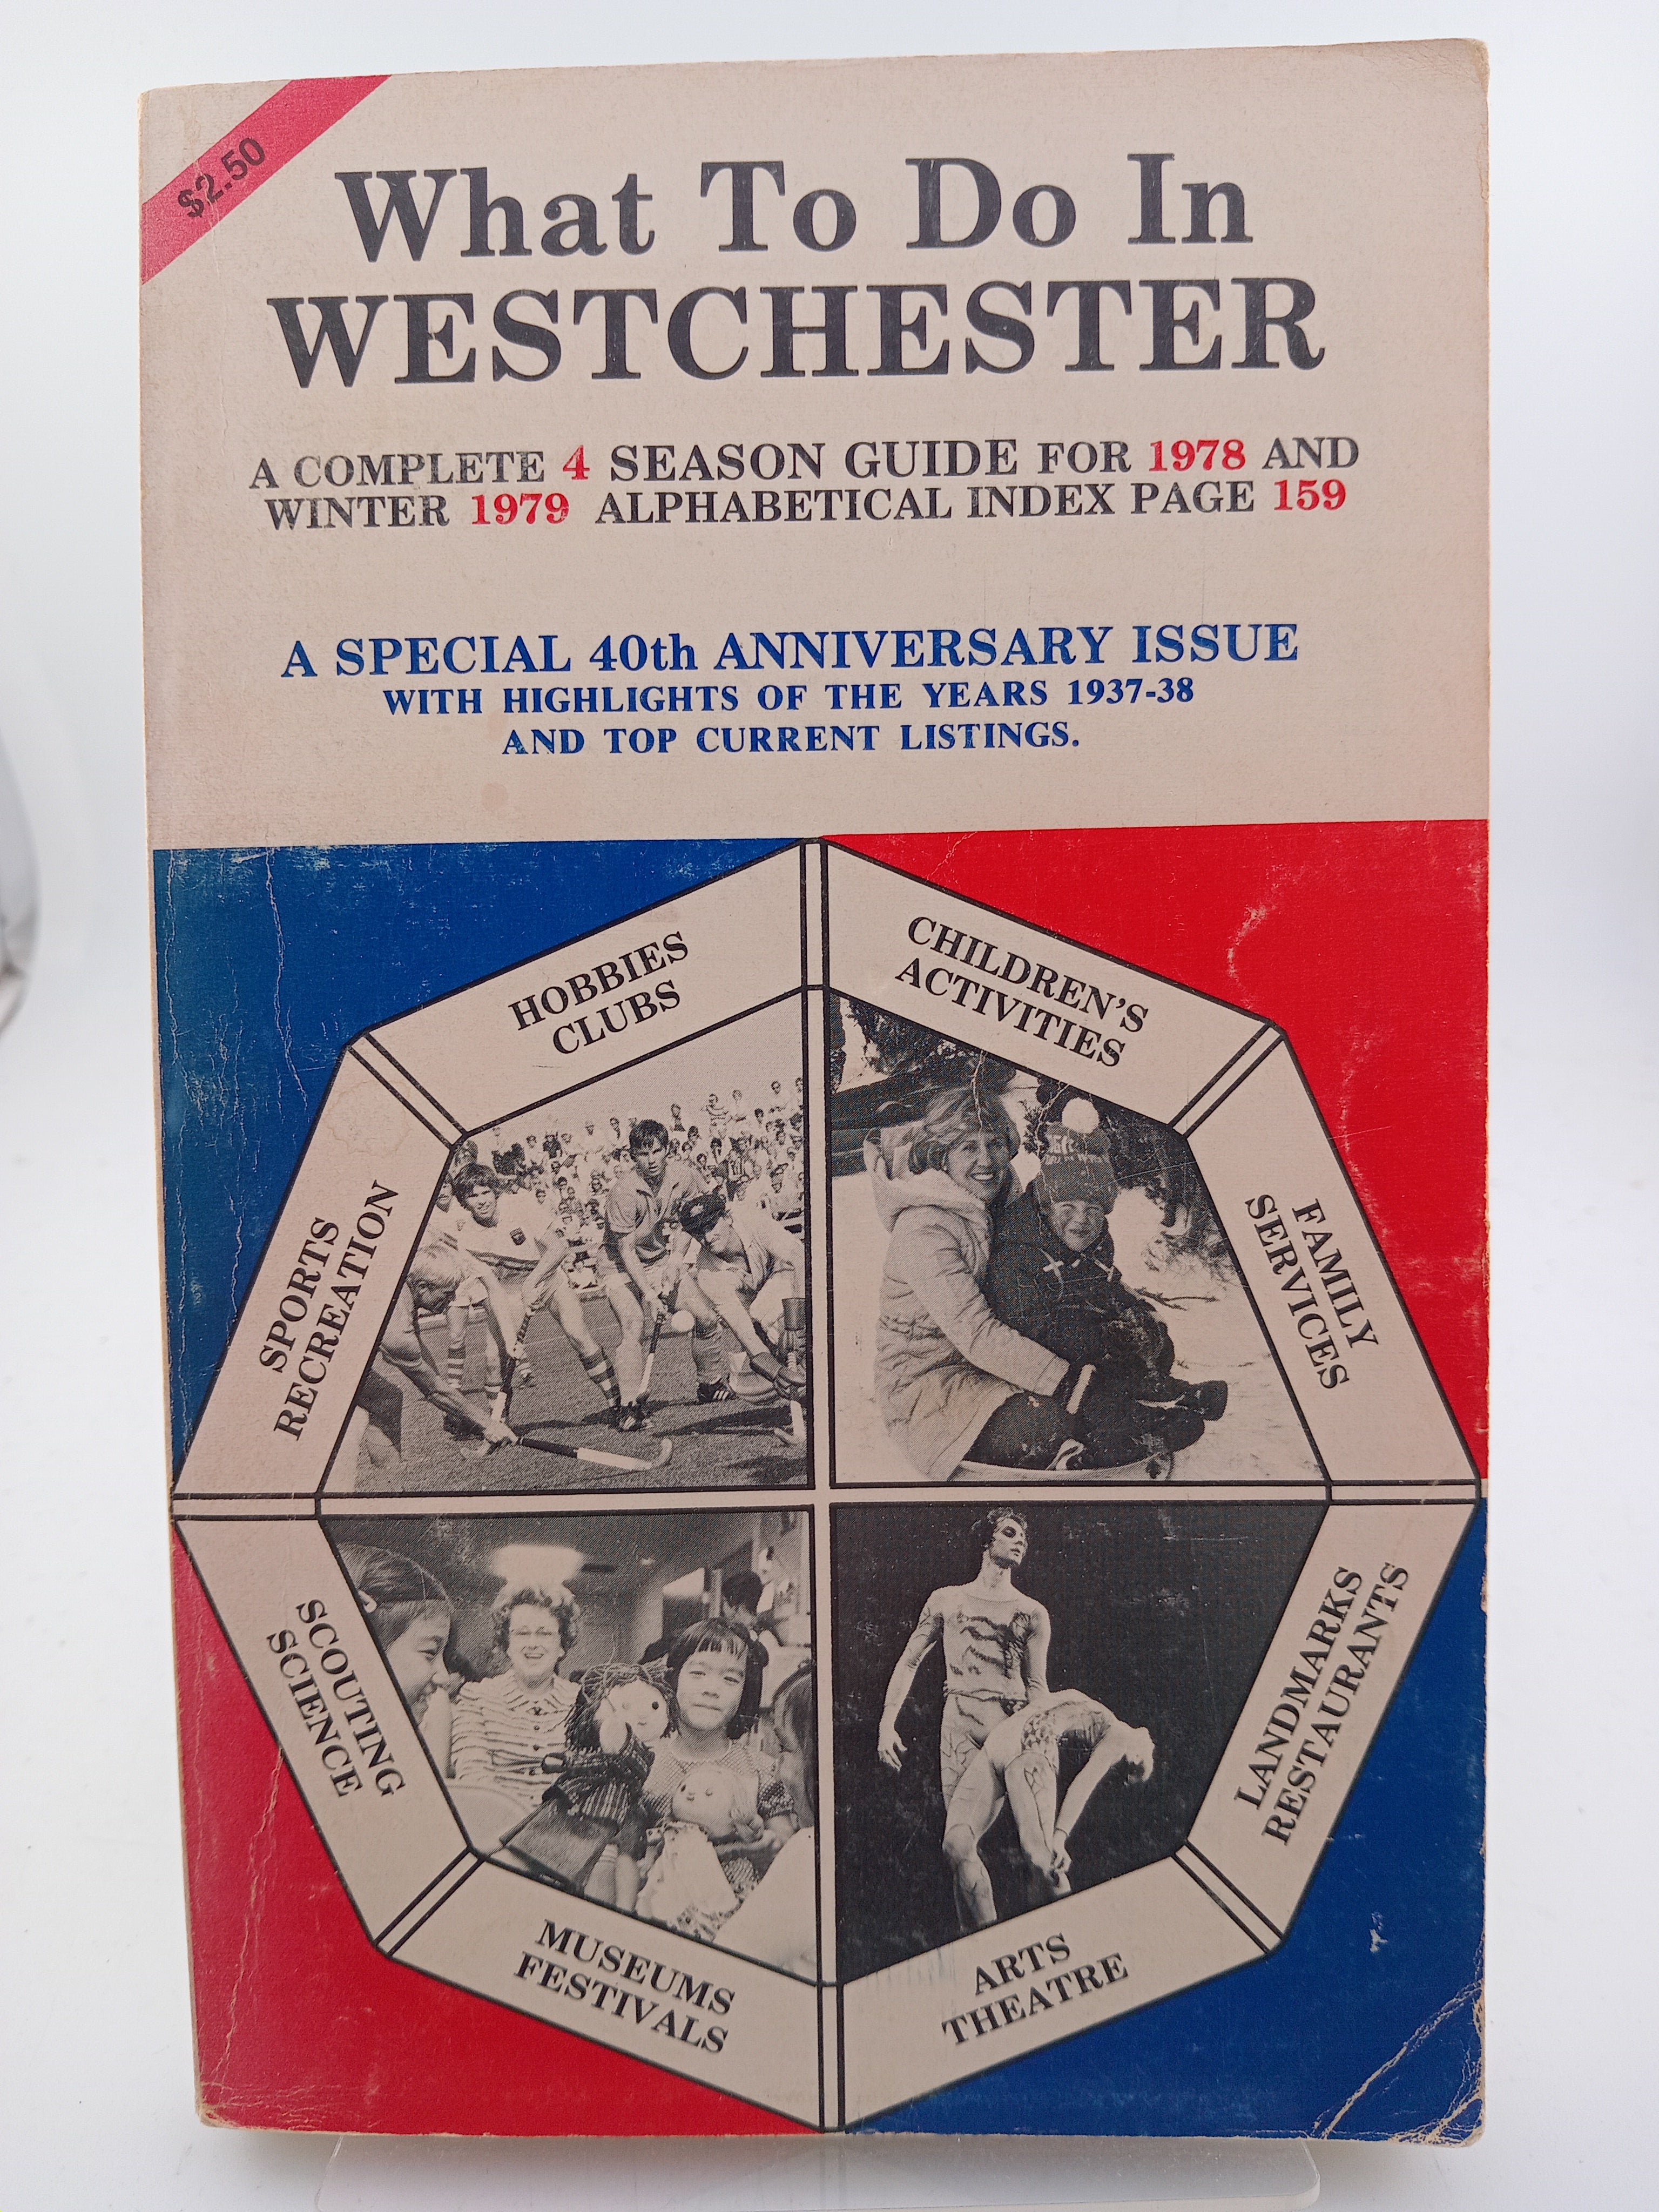 $2.50
What To Do In
WESTCHESTER
A COMPLETE 4 SEASON GUIDE FOR 1978 AND
WINTER 1979 ALPHABETICAL INDEX PAGE 159
A SPECIAL 40th ANNIVERSARY ISSUE
WITH HIGHLIGHTS OF THE YEARS 1937-38
AND TOP CURRENT LISTINGS.
HOBBIES
CLUBS
CHILDREN'S
ACTIVITIES
SPORTS
RECREATION
FAMILY
SERVICES
SCOUTING
SCIENCE
LANDMARKS
RESTAURANTS
MUSEUMS
FESTIVALS
ARTS
THEATRE